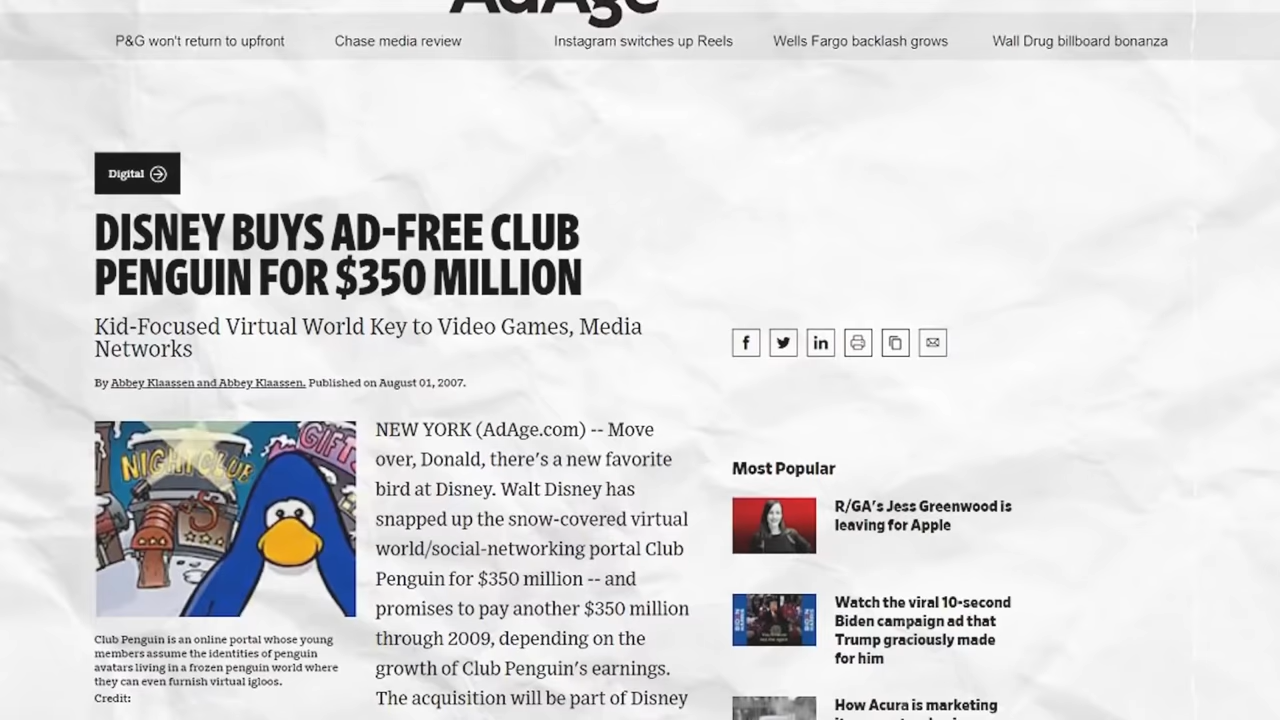 AdAge
P&G won't return to upfront
Chase media review
Instagram switches up Reels
Wells Fargo backlash grows
Wall Drug billboard bonanza
Digital
DISNEY BUYS AD-FREE CLUB
PENGUIN FOR $350 MILLION
Kid-Focused Virtual World Key to Video Games, Media
Networks
By Abbey Klaassen and Abbey Klaassen. Published on August 01, 2007.
NIGHTCLUB
GIFTS
Club Penguin is an online portal whose young
members assume the identities of penguin
avatars living in a frozen penguin world where
they can even furnish virtual igloos.
Credit:
NEW YORK (AdAge.com) -- Move
over, Donald, there's a new favorite
bird at Disney. Walt Disney has
snapped up the snow-covered virtual
world/social-networking portal Club
Penguin for $350 million -- and
promises to pay another $350 million
through 2009, depending on the
growth of Club Penguin's earnings.
The acquisition will be part of Disney
Most Popular
R/GA's Jess Greenwood is
leaving for Apple
Watch the viral 10-second
Biden campaign ad that
Trump graciously made
for him
How Acura is marketing